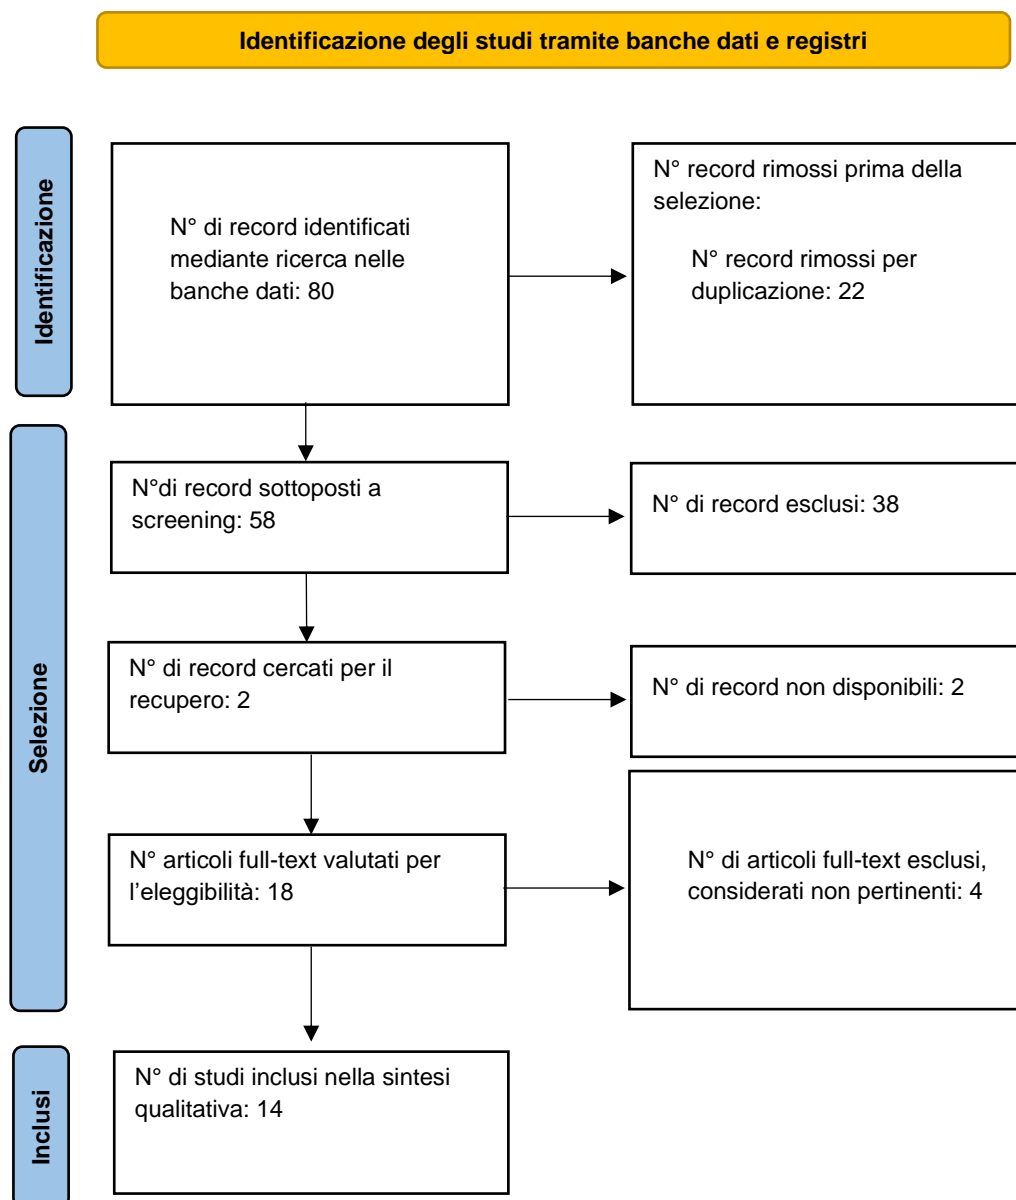 Identificazione degli studi tramite banche dati e registri
Identificazione
N° di record identificati
mediante ricerca nelle
banche dati: 80
N° record rimossi prima della
selezione:
N° record rimossi per
duplicazione: 22
Selezione
N°di record sottoposti a
screening: 58
N° di record esclusi: 38
N° di record cercati per il
recupero: 2
N° di record non disponibili: 2
N° articoli full-text valutati per
l’eleggibilità: 18
N° di articoli full-text esclusi,
considerati non pertinenti: 4
Inclusi
N° di studi inclusi nella sintesi
qualitativa: 14